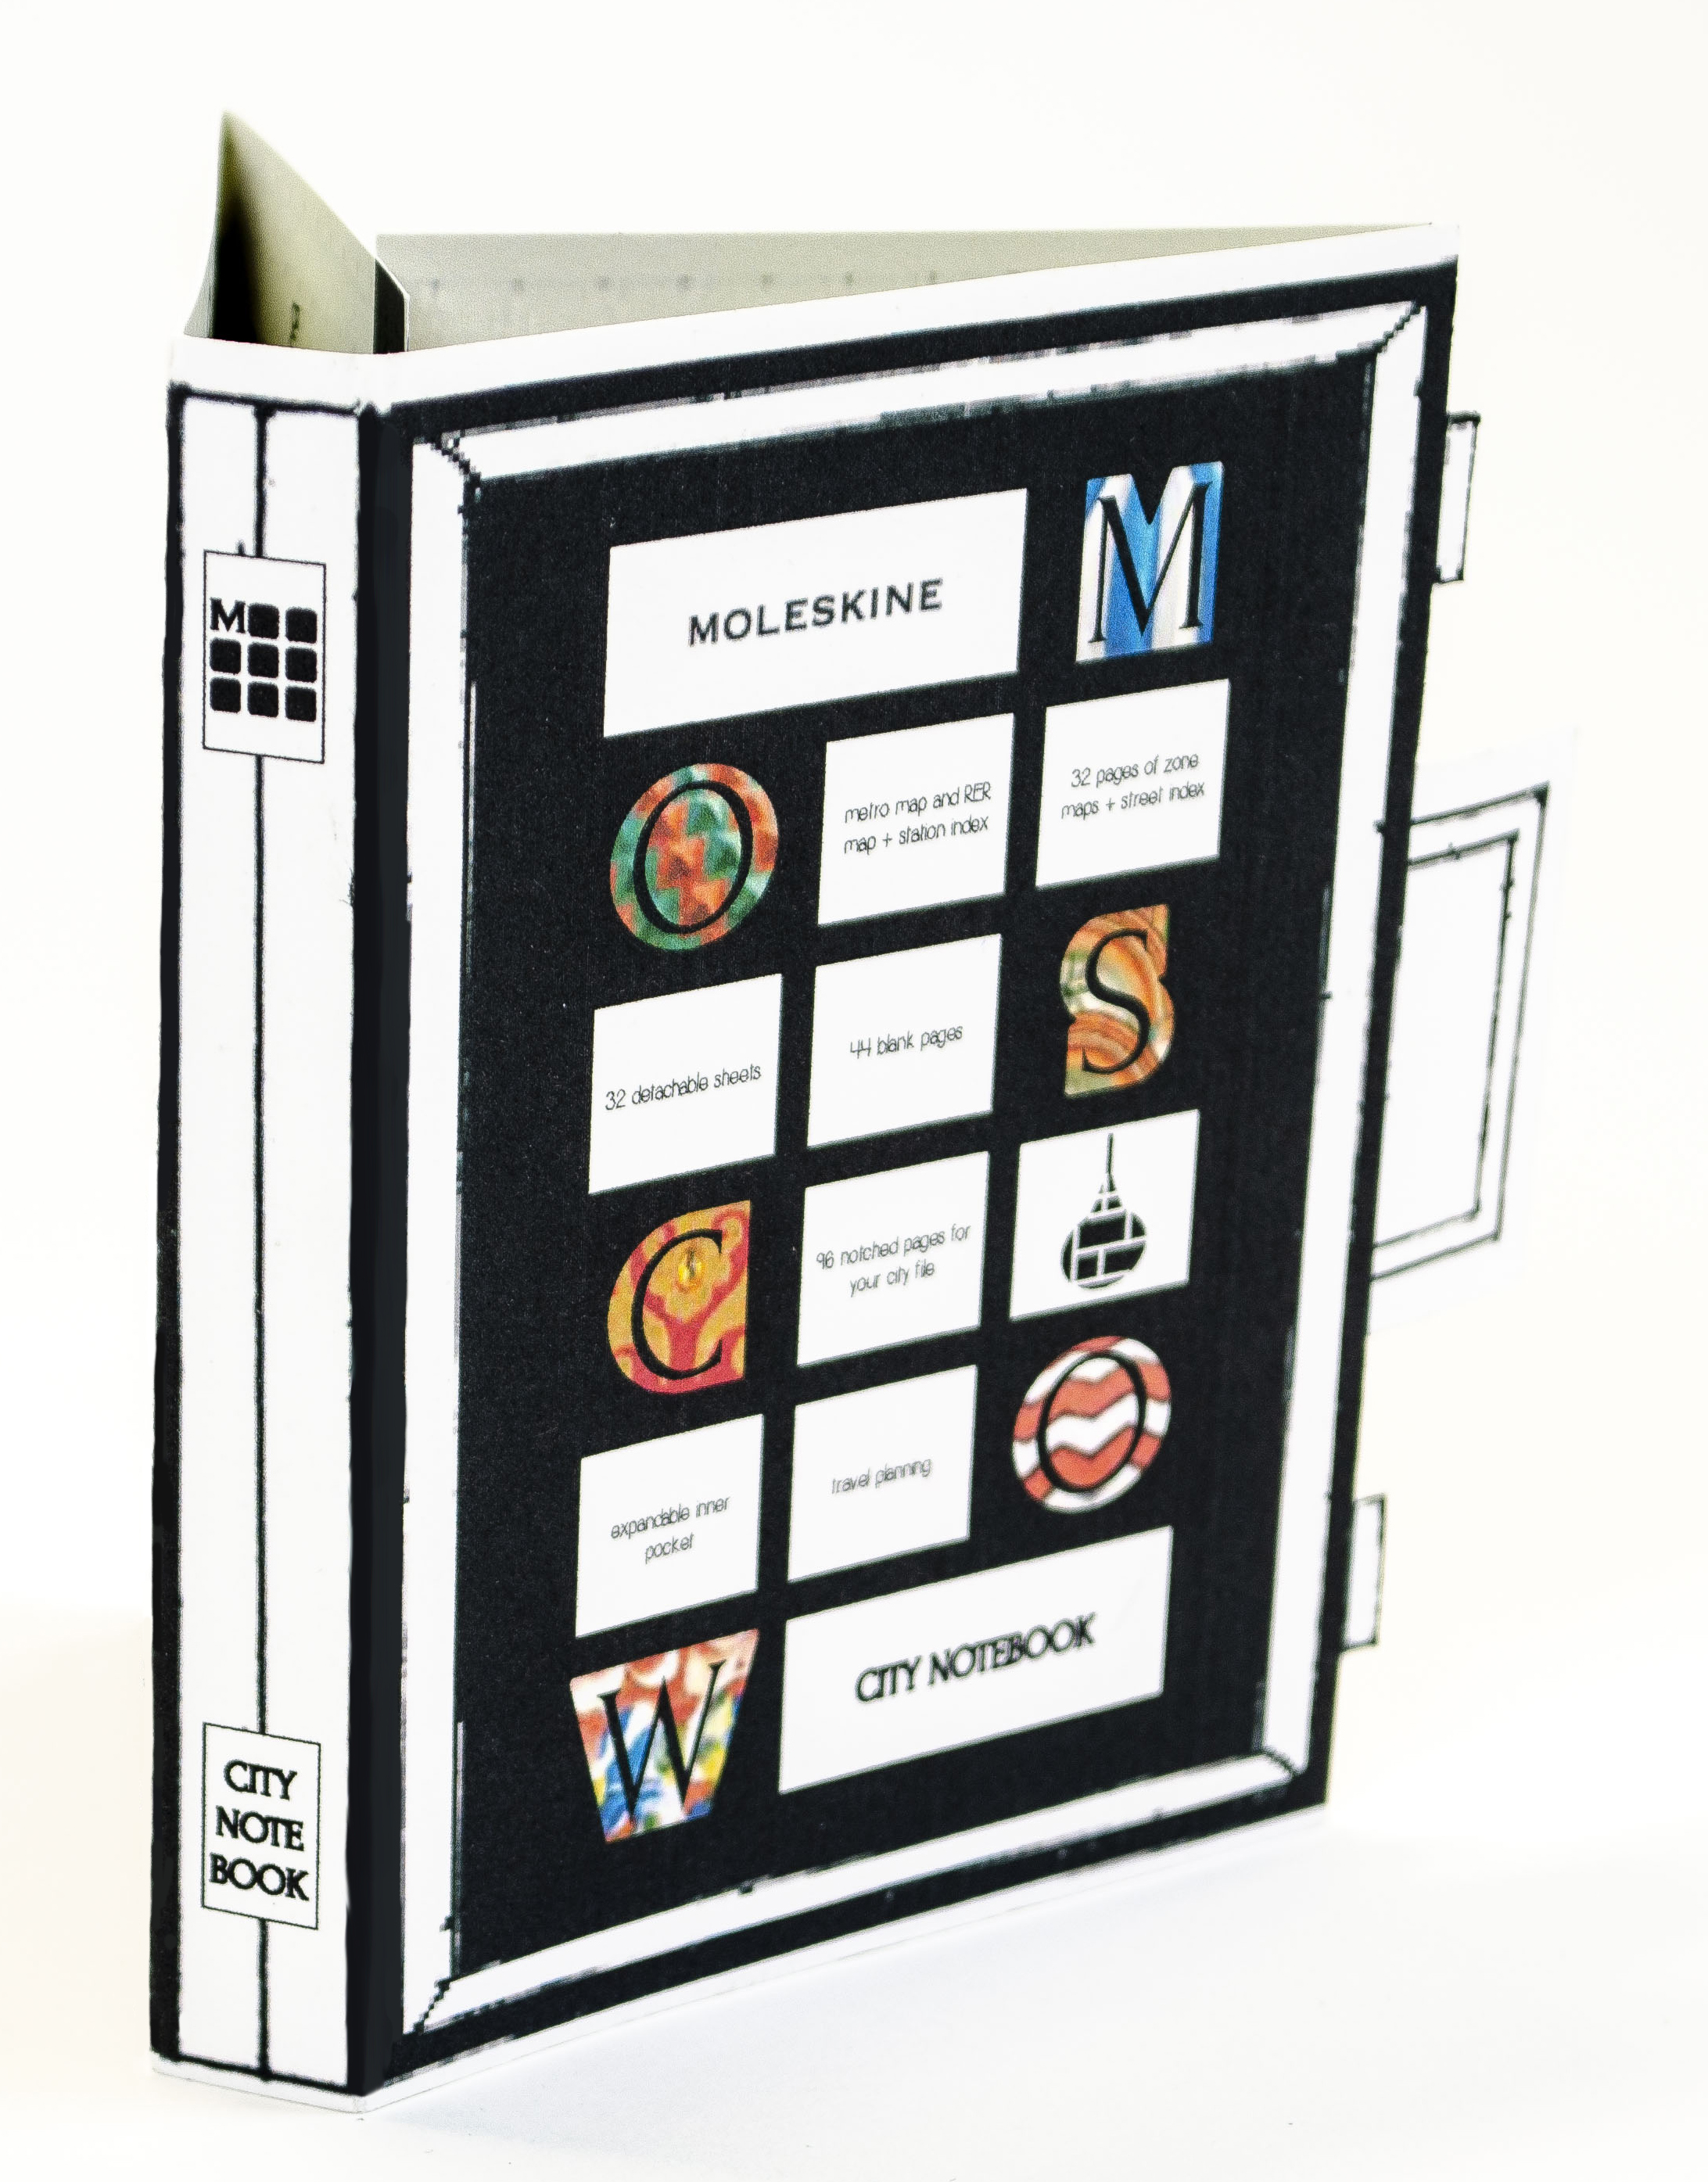 M
CITY
NOTE
BOOK
MOLESKINE
M
O
metro map and RER
map + station index
32 pages of zone
maps + street index
32 detachable sheets
44 blank pages
S
C
96 notched pages for
your city file
expandable inner
pocket
travel planning
O
W
CITY NOTEBOOK